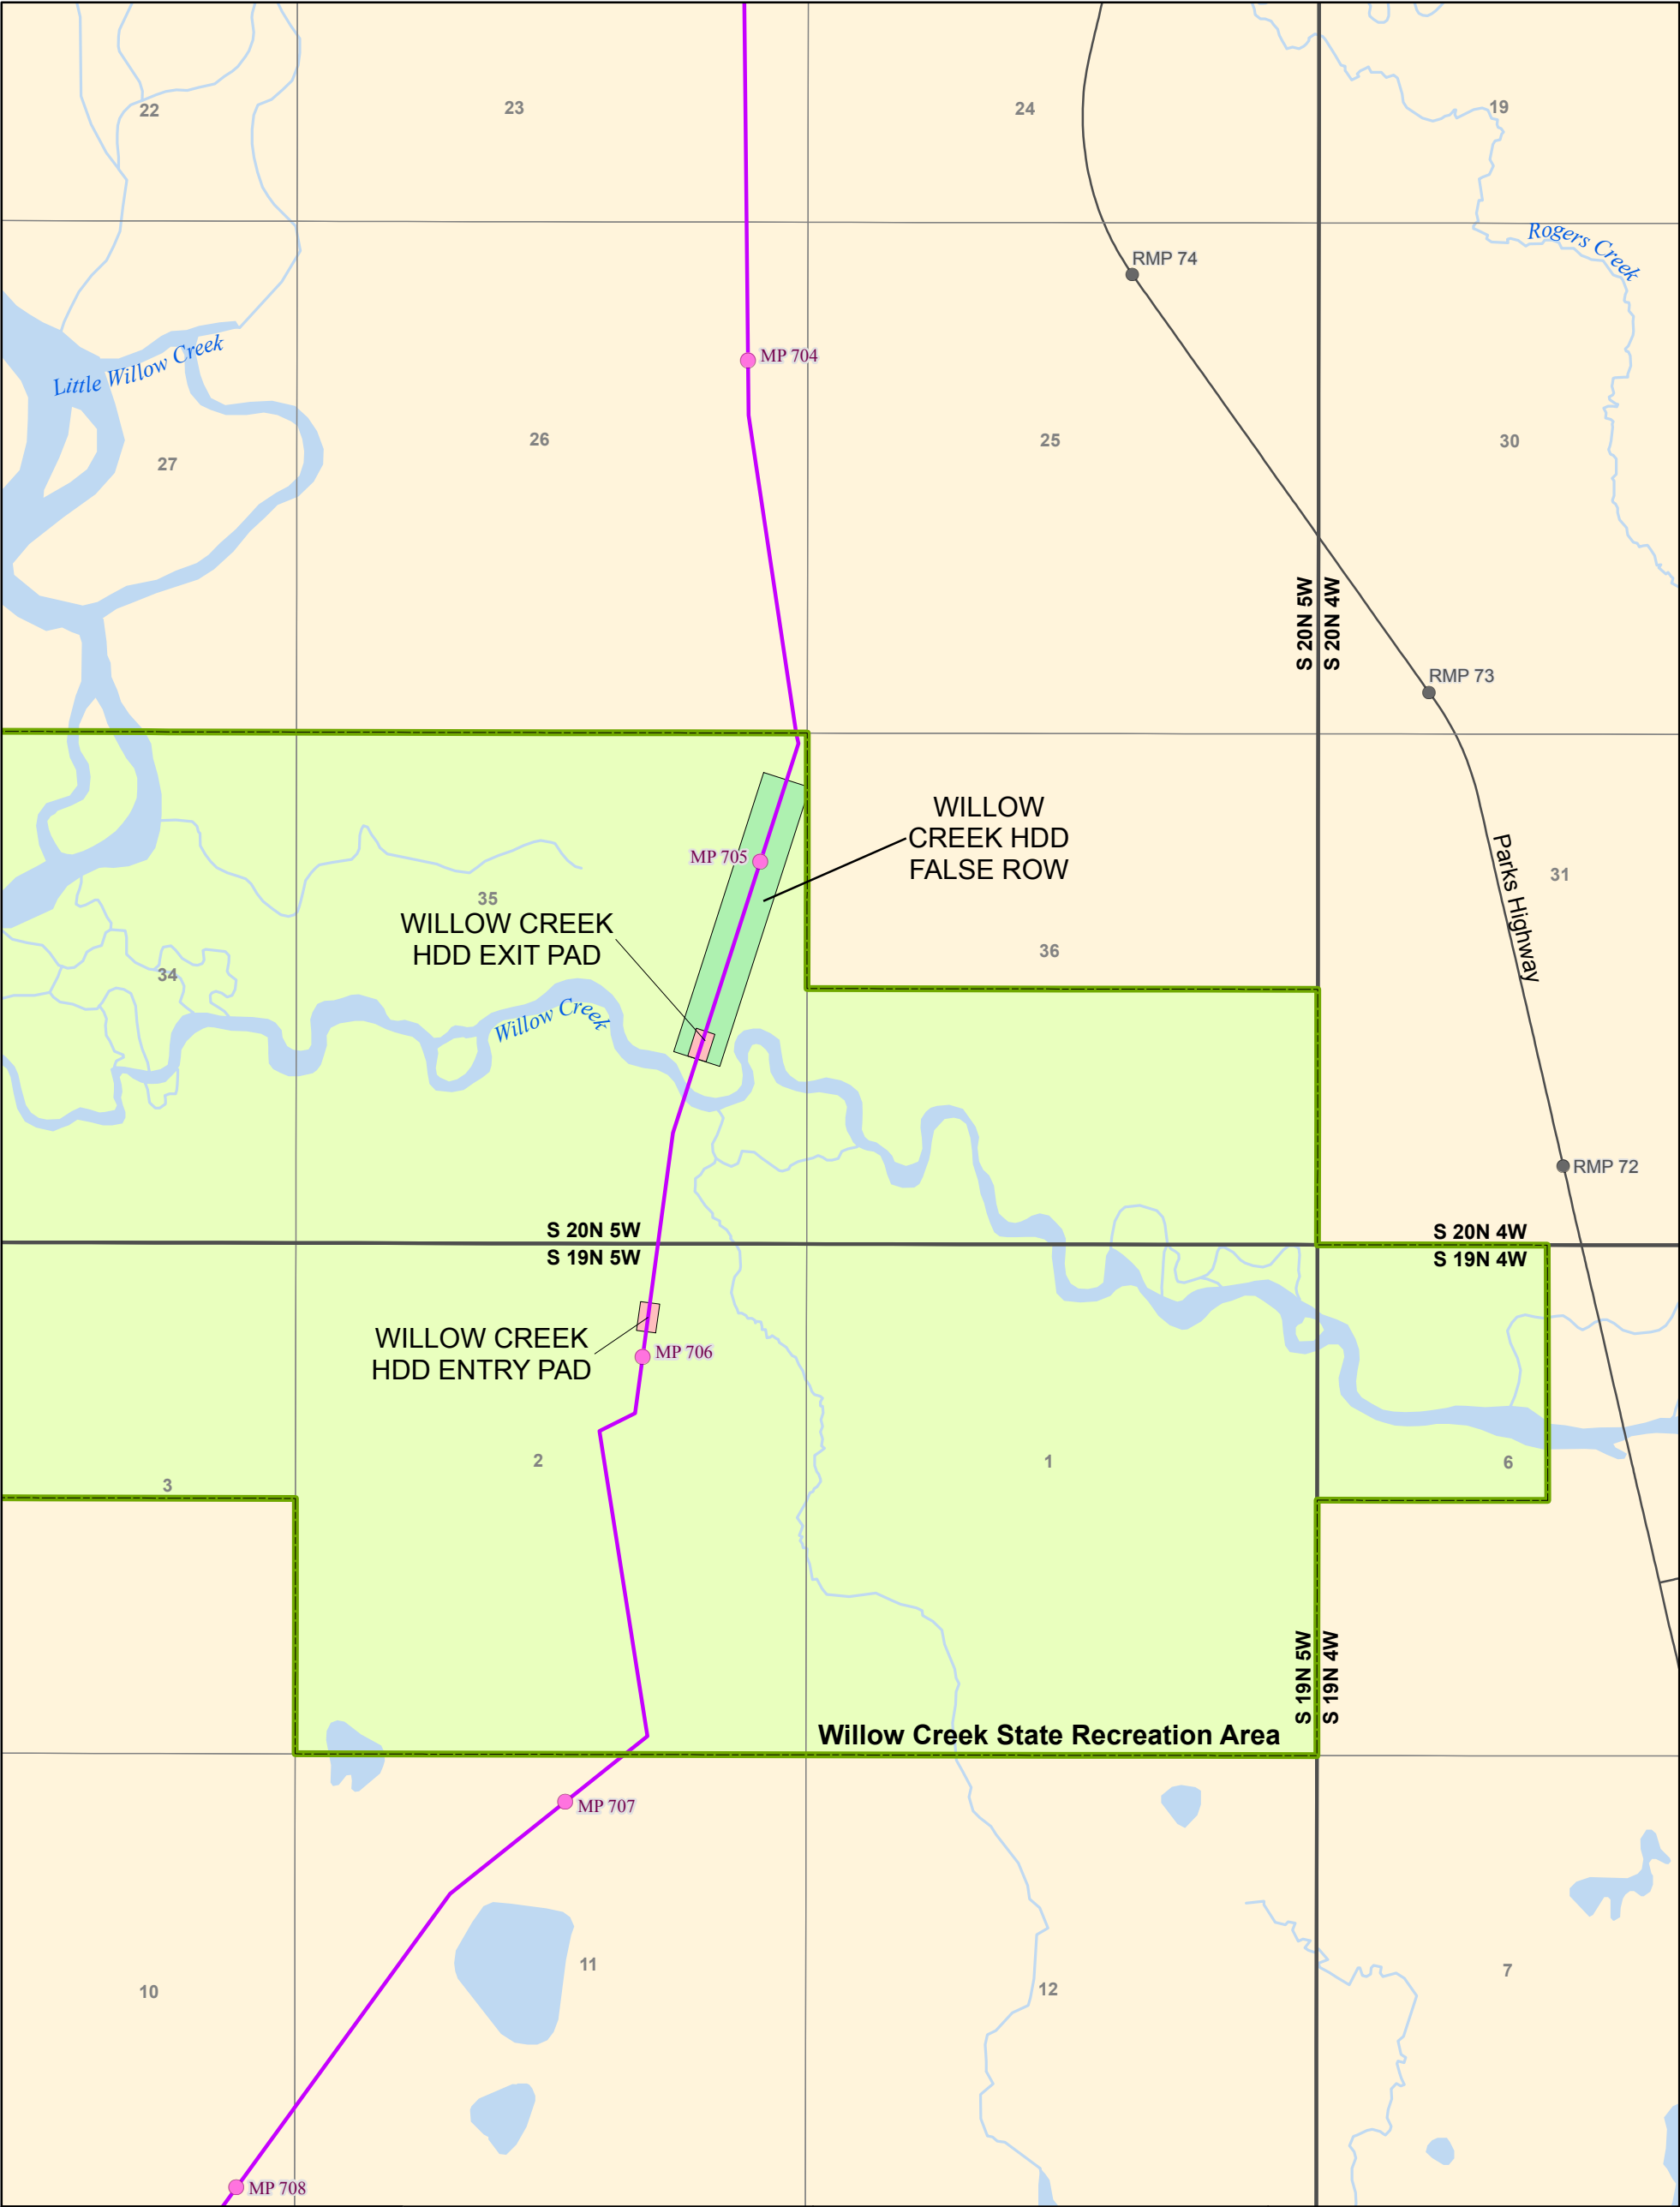 22
23
24
19
Rogers Creek
RMP 74
Little Willow Creek
MP 704
27
26
25
30
S 20N 5W
S 20N 4W
RMP 73
WILLOW
CREEK HDD
FALSE ROW
MP 705
Parks Highway
31
35
WILLOW CREEK
HDD EXIT PAD
34
36
Willow Creek
RMP 72
S 20N 5W
S 19N 5W
S 20N 4W
S 19N 4W
WILLOW CREEK
HDD ENTRY PAD
MP 706
3
2
1
6
S 19N 5W
S 19N 4W
Willow Creek State Recreation Area
MP 707
10
11
12
7
MP 708